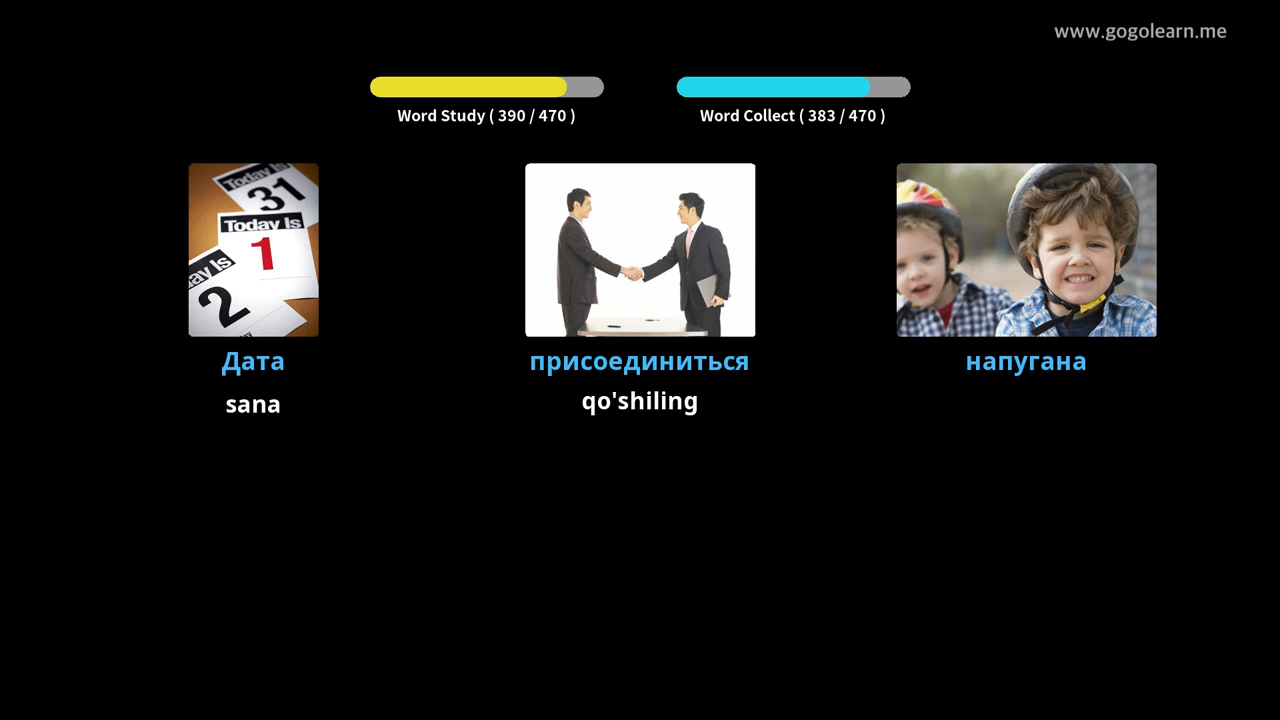 www.gogolearn.me
Word Study ( 390 / 470 )
Word Collect ( 383 / 470 )
Today Is
31
Today Is
1
ay Is
2
Дата
присоединиться
напугана
sana
qo'shiling